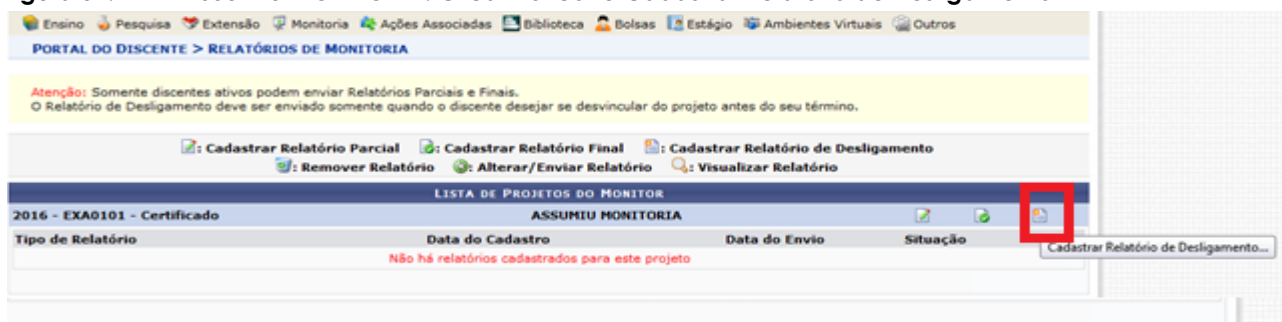 Ensino Pesquisa Extensão Monitoria Ações Associadas Biblioteca Bolsas Estágio Ambientes Virtuais Outros
PORTAL DO DISCENTE > RELATÓRIOS DE MONITORIA
Atenção: Somente discentes ativos podem enviar Relatórios Parciais e Finais.
O Relatório de Desligamento deve ser enviado somente quando o discente desejar se desvincular do projeto antes do seu término.
: Cadastrar Relatório Parcial : Cadastrar Relatório Final : Cadastrar Relatório de Desligamento
: Remover Relatório : Alterar/Enviar Relatório : Visualizar Relatório
LISTA DE PROJETOS DO MONITOR
2016 - EXA0101 - Certificado ASSUMIU MONITORIA
Tipo de Relatório Data do Cadastro Data do Envio Situação
Cadastrar Relatório de Desligamento...
Não há relatórios cadastrados para este projeto